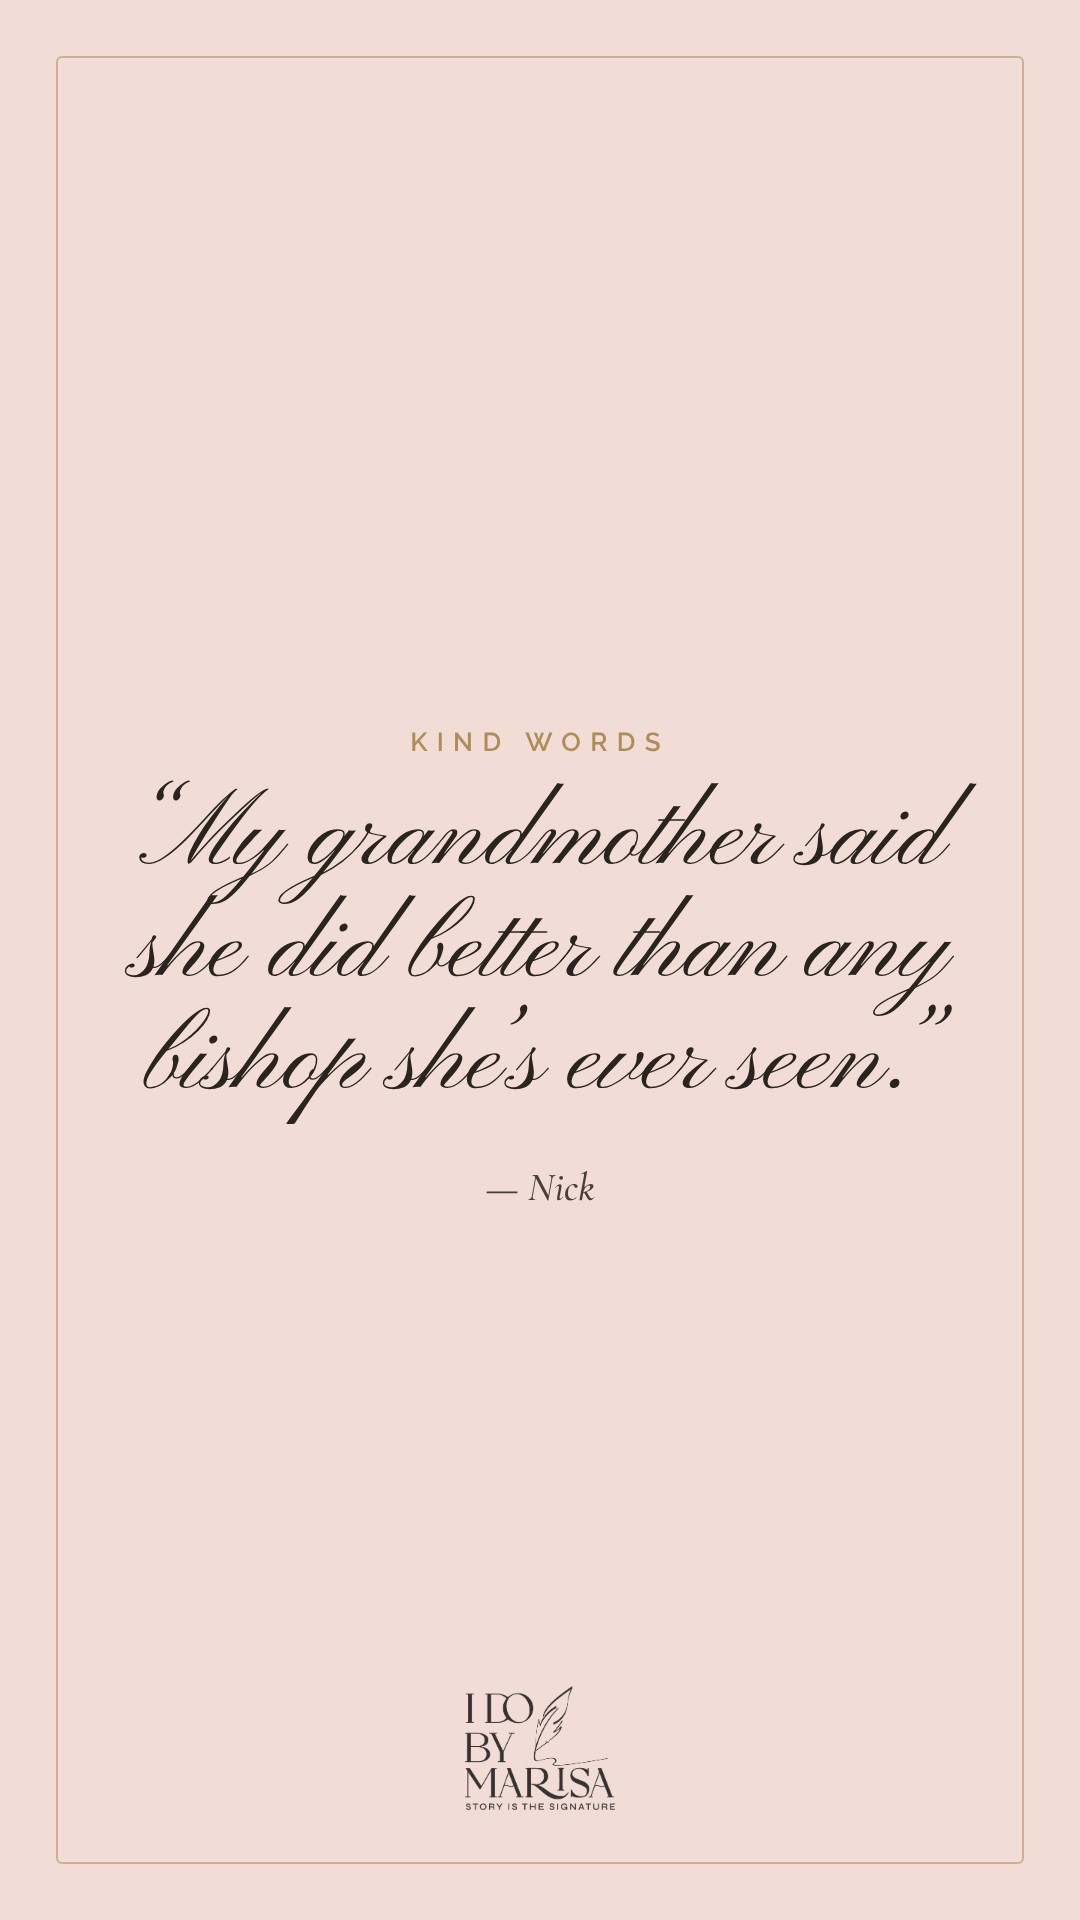 KIND WORDS
“My grandmother said
she did better than any
bishop she’s ever seen.”
— Nick
I DO
BY
MARISA
STORY IS THE SIGNATURE